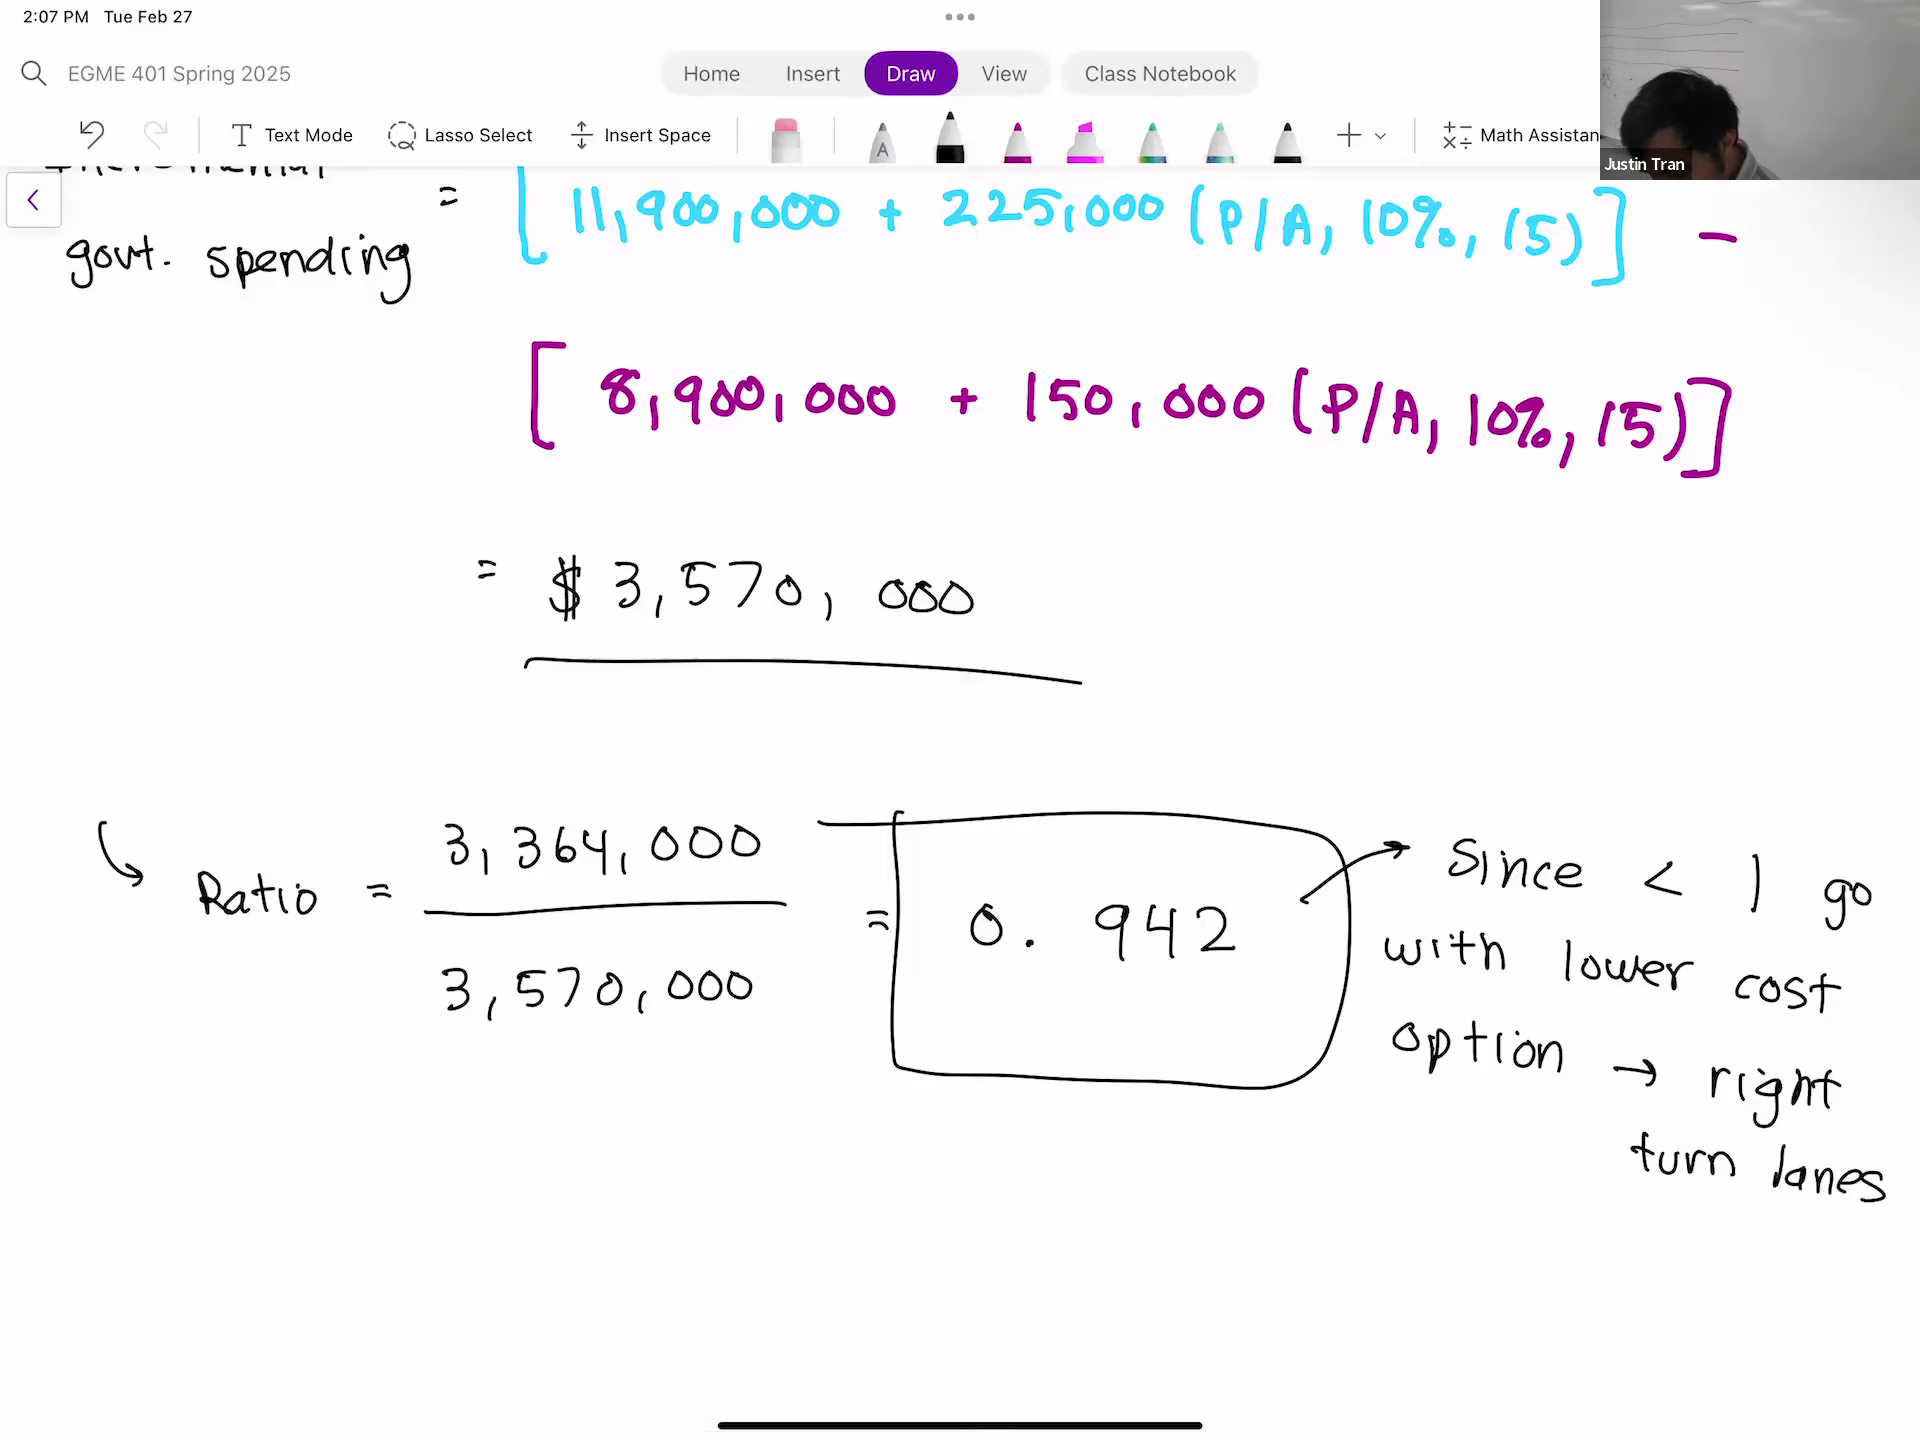 2:07 PM Tue Feb 27
EGME 401 Spring 2025
Home Insert Draw View Class Notebook
Text Mode Lasso Select Insert Space Math Assistan
Justin Tran
govt. spending = [11,900,000 + 225,000 (P/A, 10%, 15)] -
[8,900,000 + 150,000 (P/A, 10%, 15)]
= $3,570,000
Ratio = 3,364,000
3,570,000
= 0.942
Since < 1 go
with lower cost
option → right
turn lanes